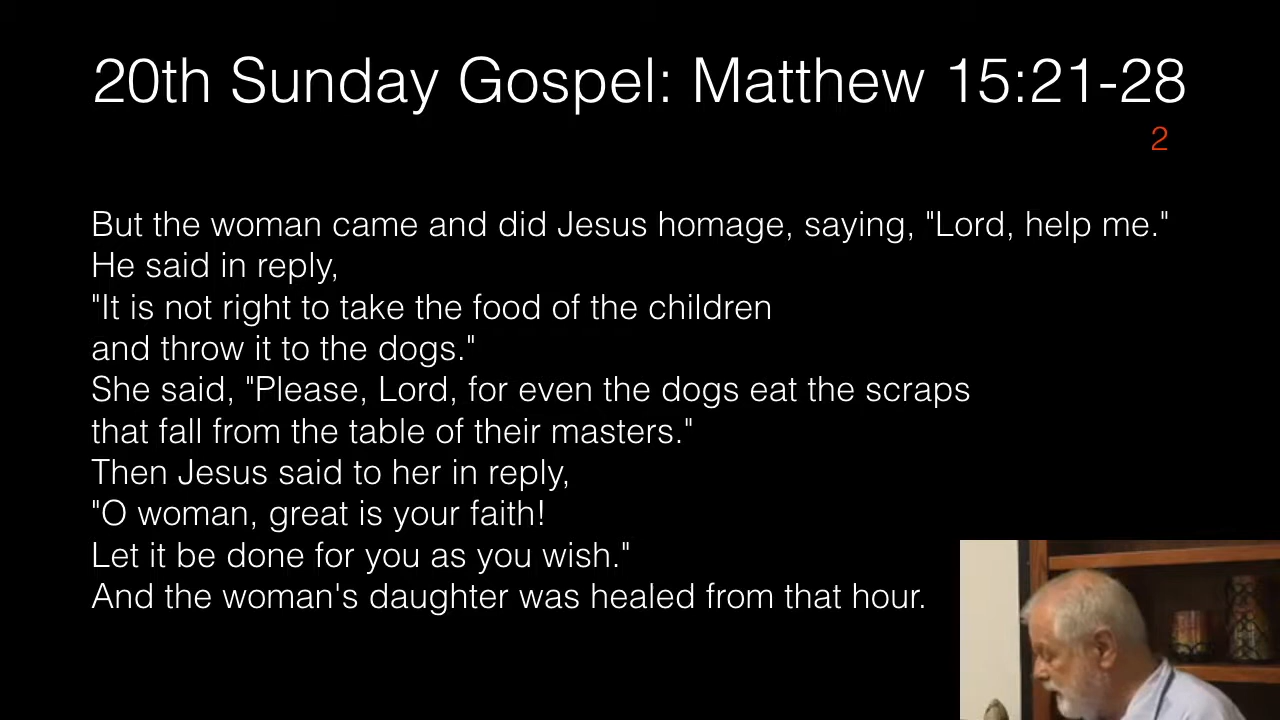 20th Sunday Gospel: Matthew 15:21-28
2
But the woman came and did Jesus homage, saying, "Lord, help me."
He said in reply,
"It is not right to take the food of the children
and throw it to the dogs."
She said, "Please, Lord, for even the dogs eat the scraps
that fall from the table of their masters."
Then Jesus said to her in reply,
"O woman, great is your faith!
Let it be done for you as you wish."
And the woman's daughter was healed from that hour.